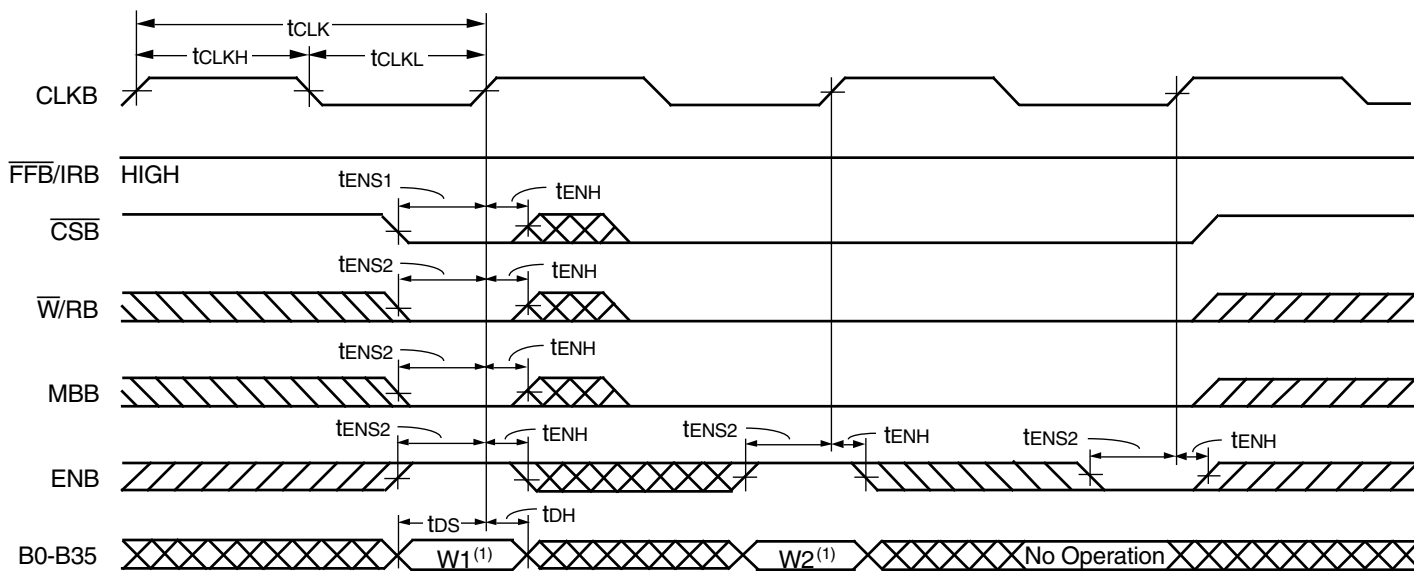 tCLK
tCLKH tCLKL
CLKB
FFB/IRB HIGH
tENS1 tENH
CSB
tENS2 tENH
W/RB
tENS2 tENH
MBB
tENS2 tENH tENS2 tENH tENS2 tENH
ENB
tDS tDH
B0-B35 W1(1) W2(1) No Operation